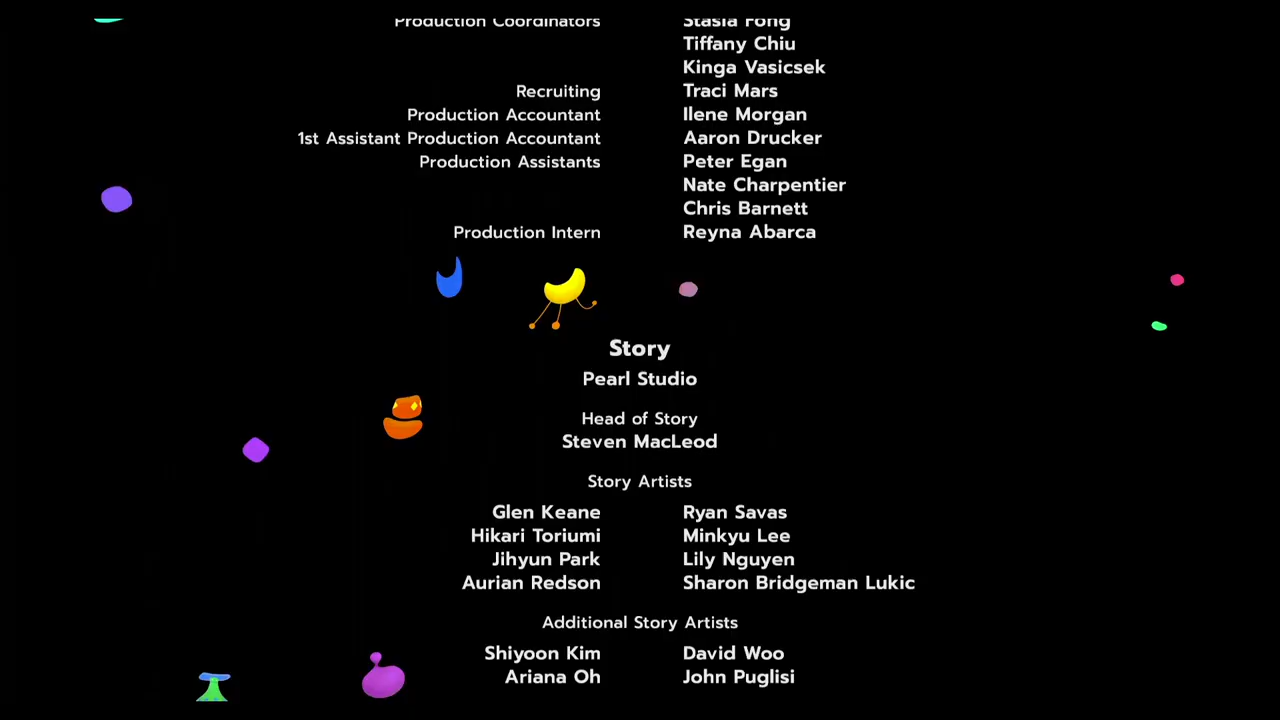 Production Coordinators Stasia Fong
Tiffany Chiu
Kinga Vasicsek
Recruiting Traci Mars
Production Accountant Ilene Morgan
1st Assistant Production Accountant Aaron Drucker
Production Assistants Peter Egan
Nate Charpentier
Chris Barnett
Production Intern Reyna Abarca
Story
Pearl Studio
Head of Story
Steven MacLeod
Story Artists
Glen Keane Ryan Savas
Hikari Toriumi Minkyu Lee
Jihyun Park Lily Nguyen
Aurian Redson Sharon Bridgeman Lukic
Additional Story Artists
Shiyoon Kim David Woo
Ariana Oh John Puglisi